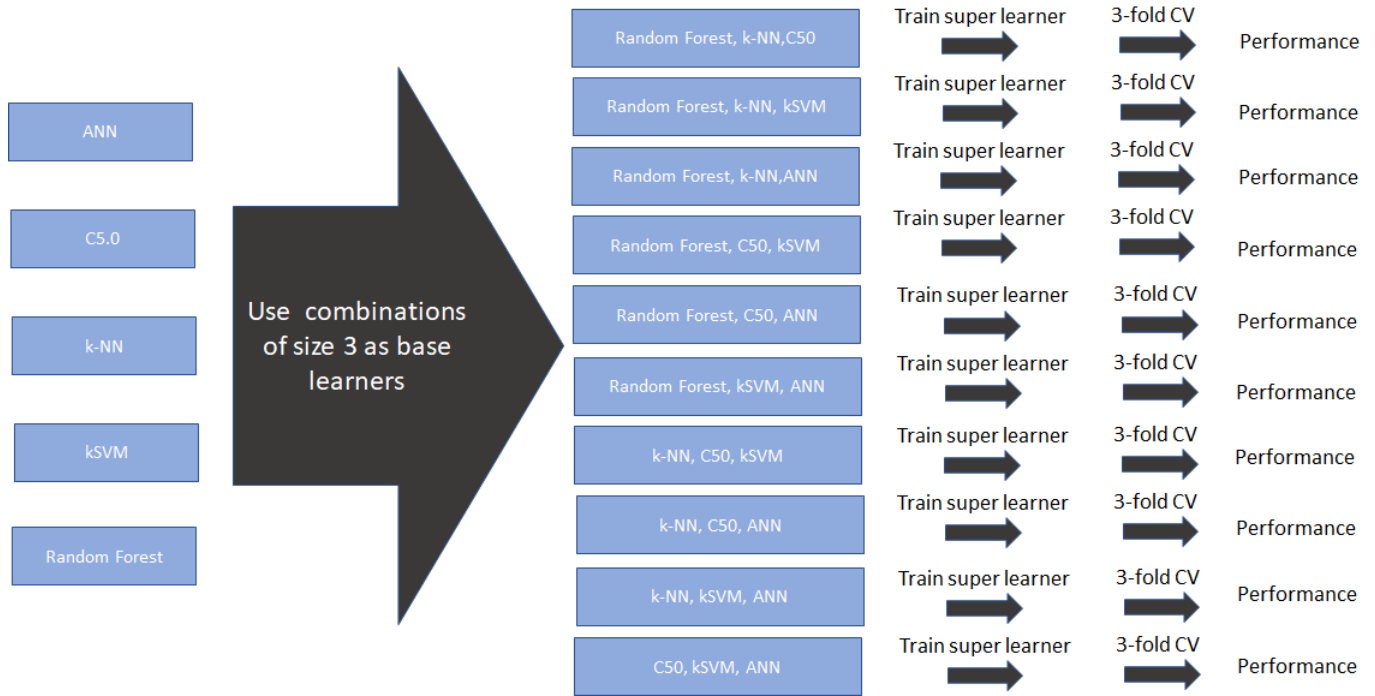 ANN
C5.0
k-NN
kSVM
Random Forest
Use combinations
of size 3 as base
learners
Random Forest, k-NN,C50
Train super learner
3-fold CV
Performance
Random Forest, k-NN, kSVM
Train super learner
3-fold CV
Performance
Random Forest, k-NN,ANN
Train super learner
3-fold CV
Performance
Random Forest, C50, kSVM
Train super learner
3-fold CV
Performance
Random Forest, C50, ANN
Train super learner
3-fold CV
Performance
Random Forest, kSVM, ANN
Train super learner
3-fold CV
Performance
k-NN, C50, kSVM
Train super learner
3-fold CV
Performance
k-NN, C50, ANN
Train super learner
3-fold CV
Performance
k-NN, kSVM, ANN
Train super learner
3-fold CV
Performance
C50, kSVM, ANN
Train super learner
3-fold CV
Performance